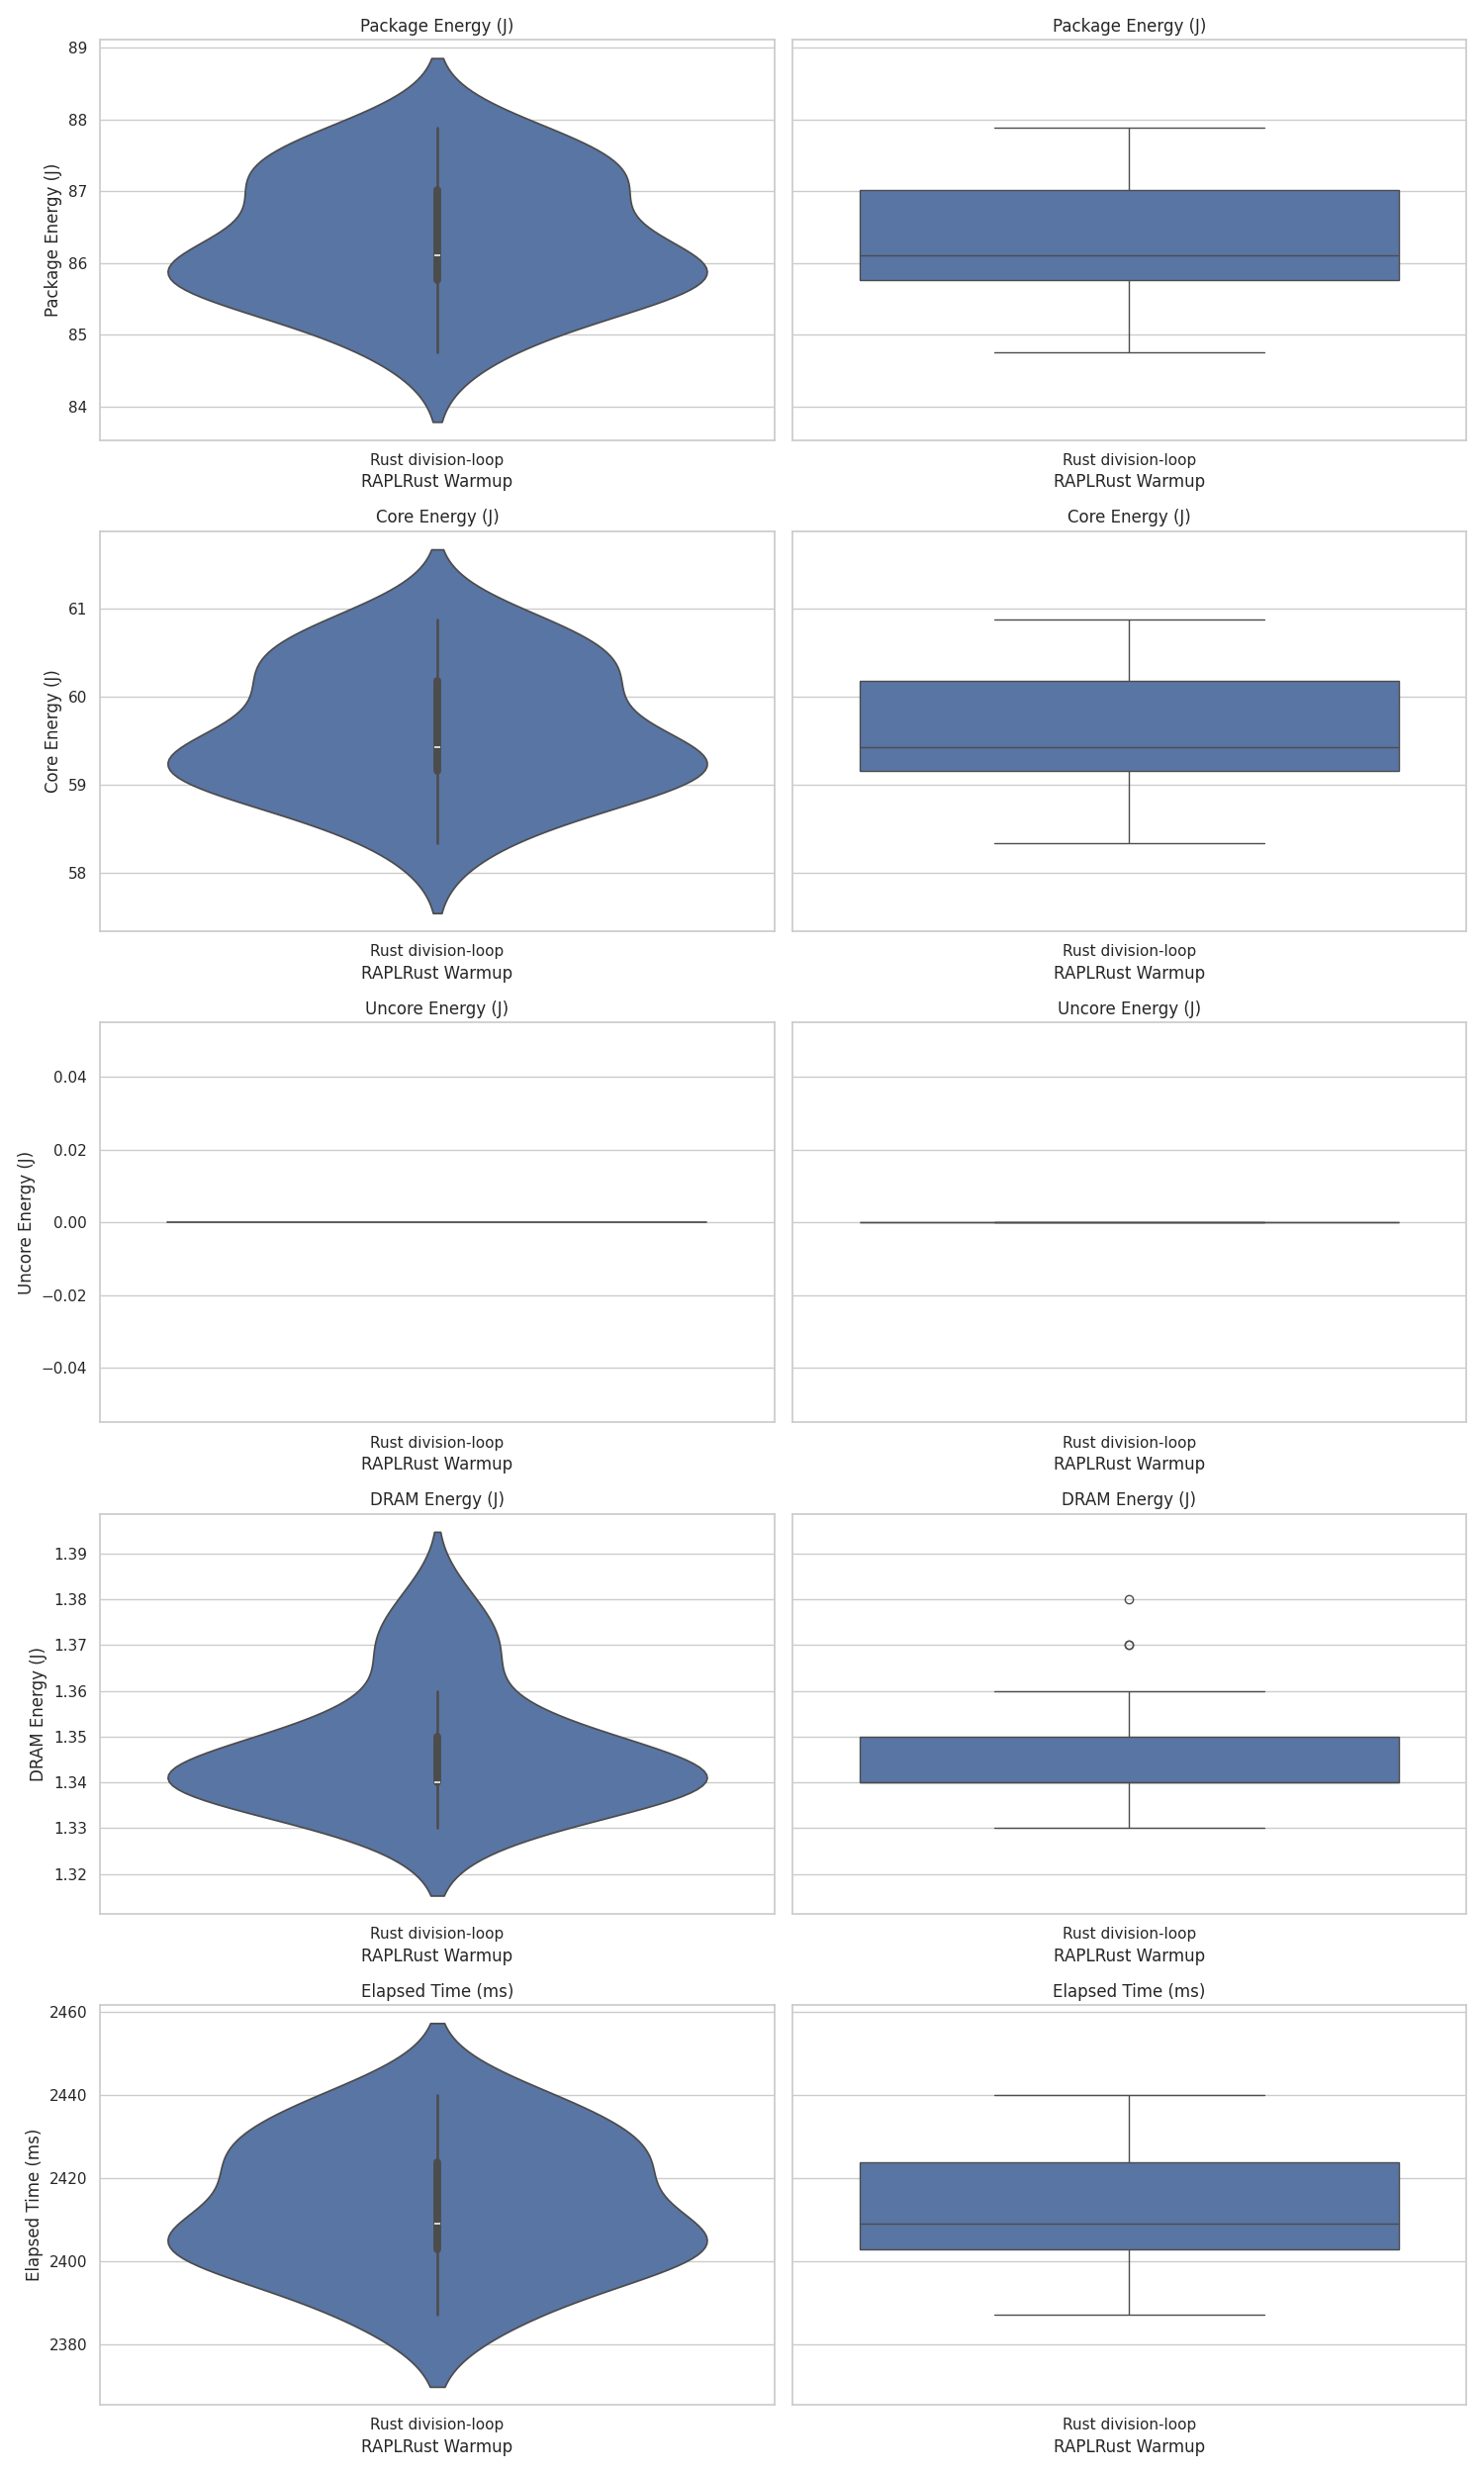 Package Energy (J)
Package Energy (J)
Package Energy (J)
89
88
87
86
85
84
Rust division-loop
RAPLRust Warmup
Rust division-loop
RAPLRust Warmup
Core Energy (J)
Core Energy (J)
Core Energy (J)
61
60
59
58
Rust division-loop
RAPLRust Warmup
Rust division-loop
RAPLRust Warmup
Uncore Energy (J)
Uncore Energy (J)
Uncore Energy (J)
0.04
0.02
0.00
−0.02
−0.04
Rust division-loop
RAPLRust Warmup
Rust division-loop
RAPLRust Warmup
DRAM Energy (J)
DRAM Energy (J)
DRAM Energy (J)
1.39
1.38
1.37
1.36
1.35
1.34
1.33
1.32
Rust division-loop
RAPLRust Warmup
Rust division-loop
RAPLRust Warmup
Elapsed Time (ms)
Elapsed Time (ms)
Elapsed Time (ms)
2460
2440
2420
2400
2380
Rust division-loop
RAPLRust Warmup
Rust division-loop
RAPLRust Warmup